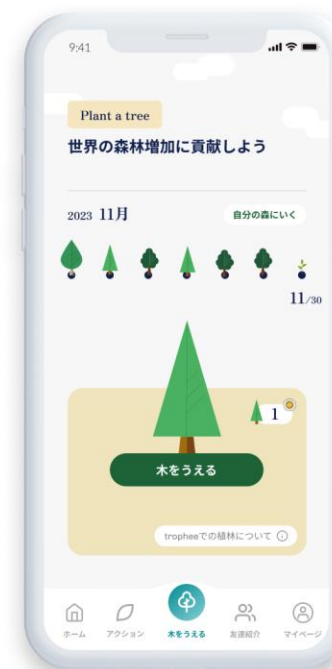 9:41
Plant a tree
世界の森林増加に貢献しよう
2023 11月
自分の森にいく
11/30
1
木をうえる
tropheeでの植林について
ホーム アクション 木をうえる 友達紹介 マイページ